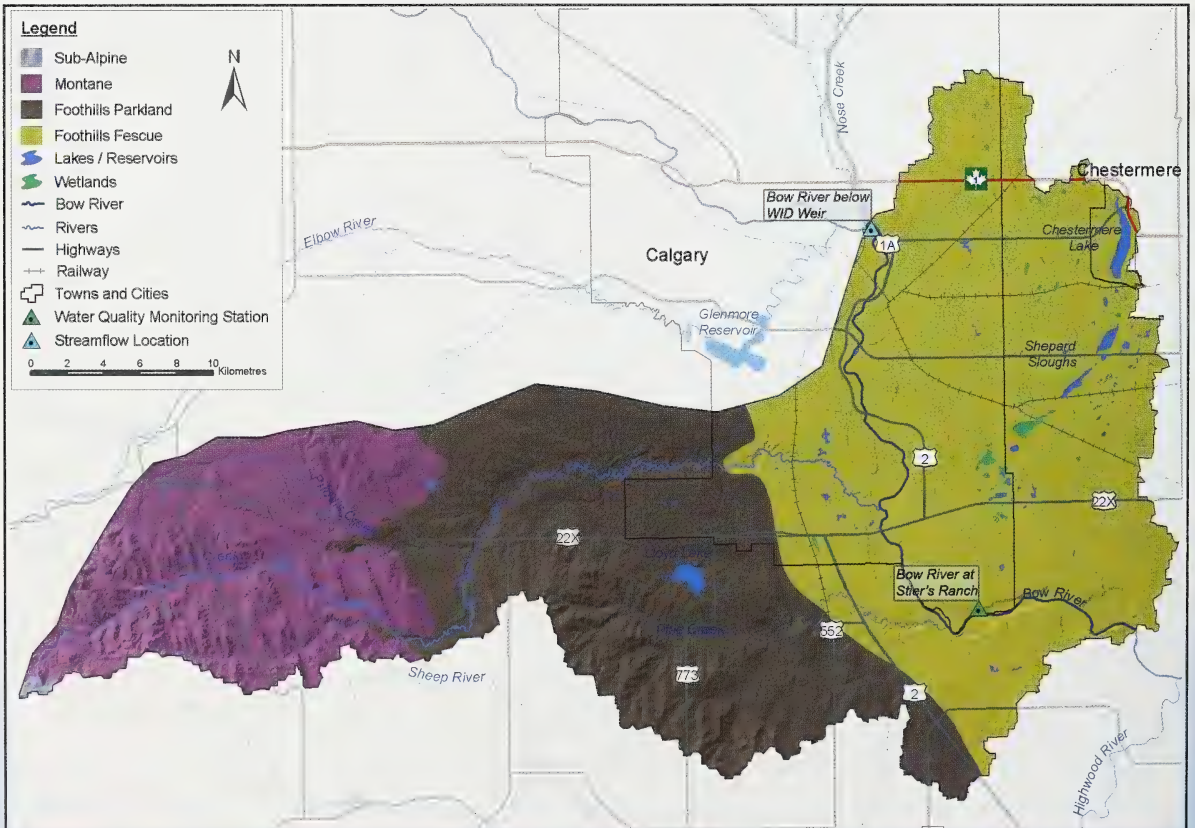 Legend
Sub-Alpine
Montane
Foothills Parkland
Foothills Fescue
Lakes / Reservoirs
Wetlands
Bow River
Rivers
Highways
Railway
Towns and Cities
Water Quality Monitoring Station
Streamflow Location
0 2 4 6 8 10
Kilometres
N
Nose Creek
1
Chestermere
Bow River below
WID Weir
1A
Chestermere
Lake
Elbow River
Calgary
Glenmore
Reservoir
Shepard
Sloughs
2
22X
22X
Bow River at
Stier's Ranch
Bow River
552
Pine Creek
Sheep River
773
2
Highwood River